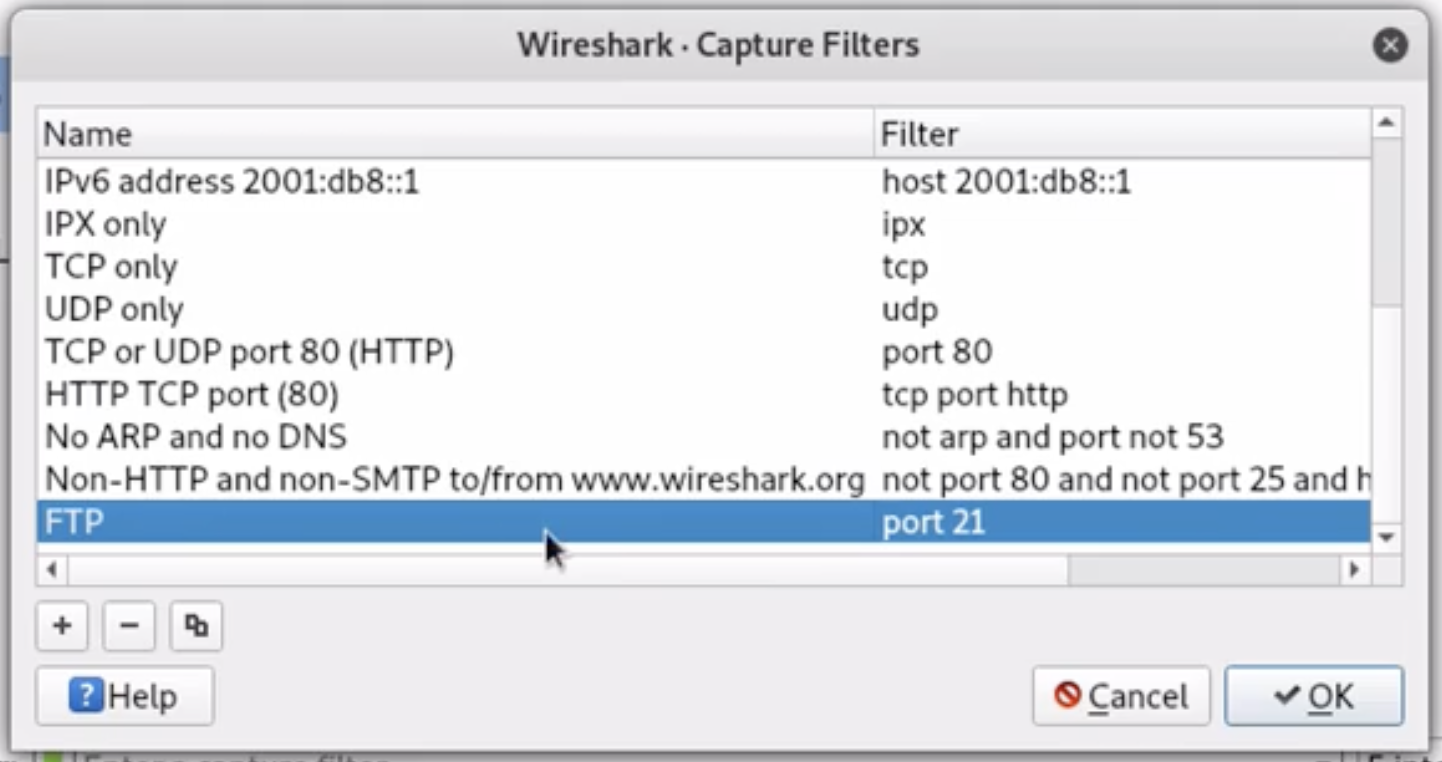 Wireshark · Capture Filters
Name Filter
IPv6 address 2001:db8::1 host 2001:db8::1
IPX only ipx
TCP only tcp
UDP only udp
TCP or UDP port 80 (HTTP) port 80
HTTP TCP port (80) tcp port http
No ARP and no DNS not arp and port not 53
Non-HTTP and non-SMTP to/from www.wireshark.org not port 80 and not port 25 and h
FTP port 21
Help Cancel OK